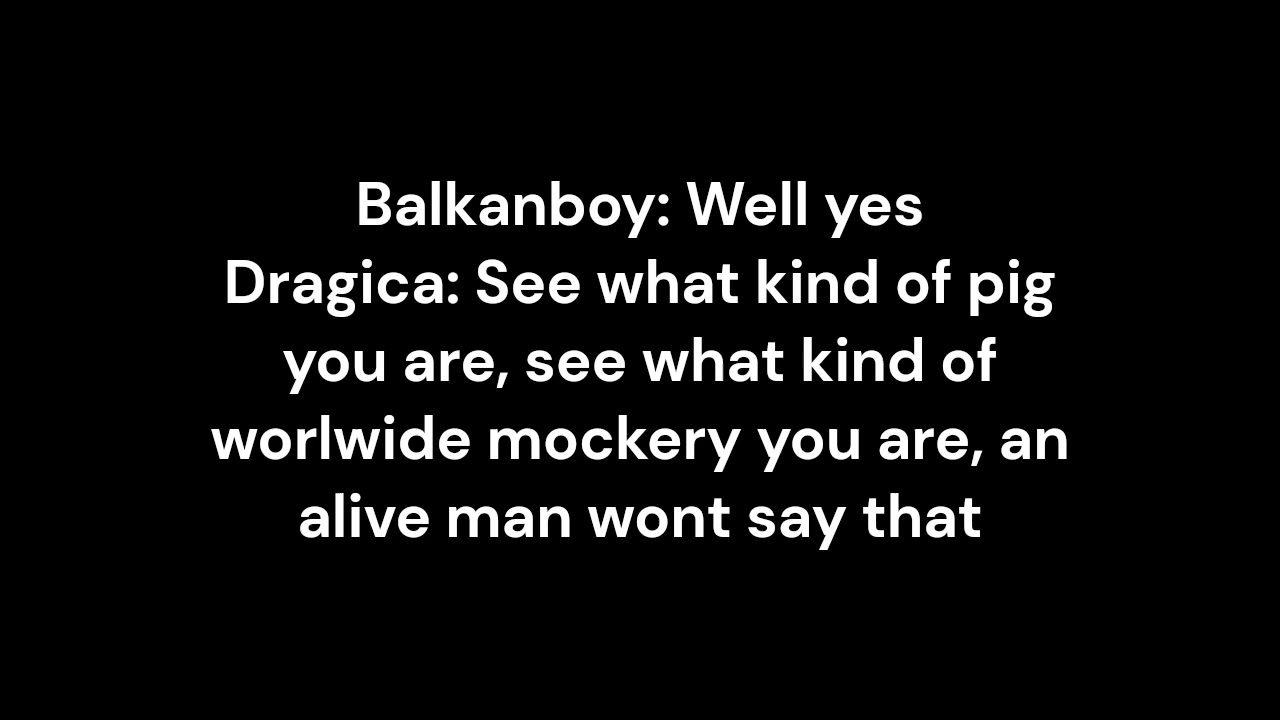 Balkanboy: Well yes
Dragica: See what kind of pig
you are, see what kind of
worlwide mockery you are, an
alive man wont say that